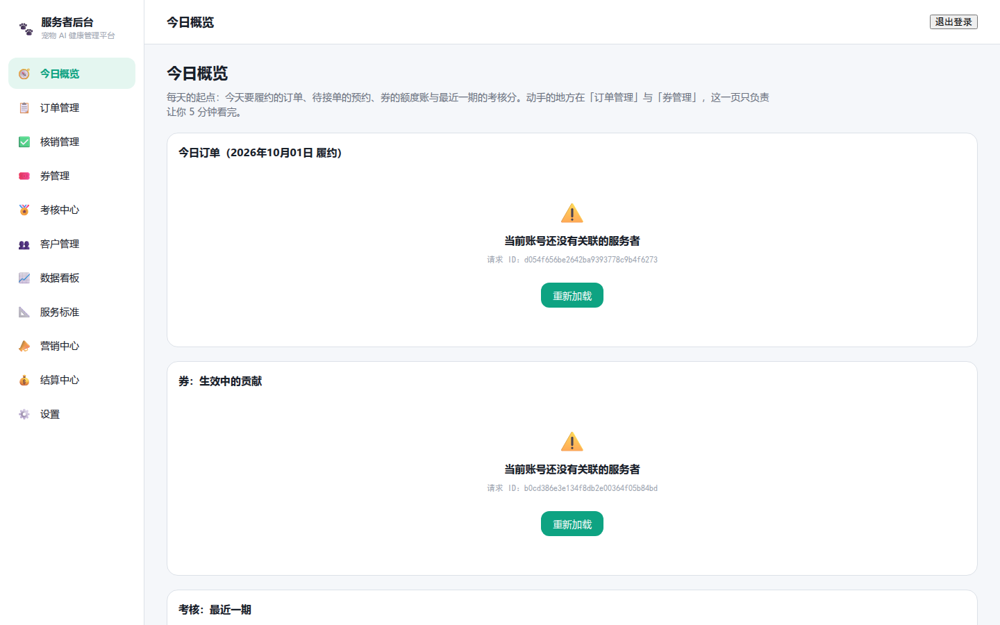 服务者后台
宠物 AI 健康管理平台
今日概览
订单管理
核销管理
券管理
考核中心
客户管理
数据看板
服务标准
营销中心
结算中心
设置
今日概览
退出登录
今日概览
每天的起点：今天要履约的订单、待接单的预约、券的额度账与最近一期的考核分。动手的地方在「订单管理」与「券管理」，这一页只负责
让你 5 分钟看完。
今日订单（2026年10月01日 履约）
当前账号还没有关联的服务者
请求 ID：d054f656be2642ba9393778c9b4f6273
重新加载
券：生效中的贡献
当前账号还没有关联的服务者
请求 ID：b0cd386e3e134f8db2e00364f05b84bd
重新加载
考核：最近一期